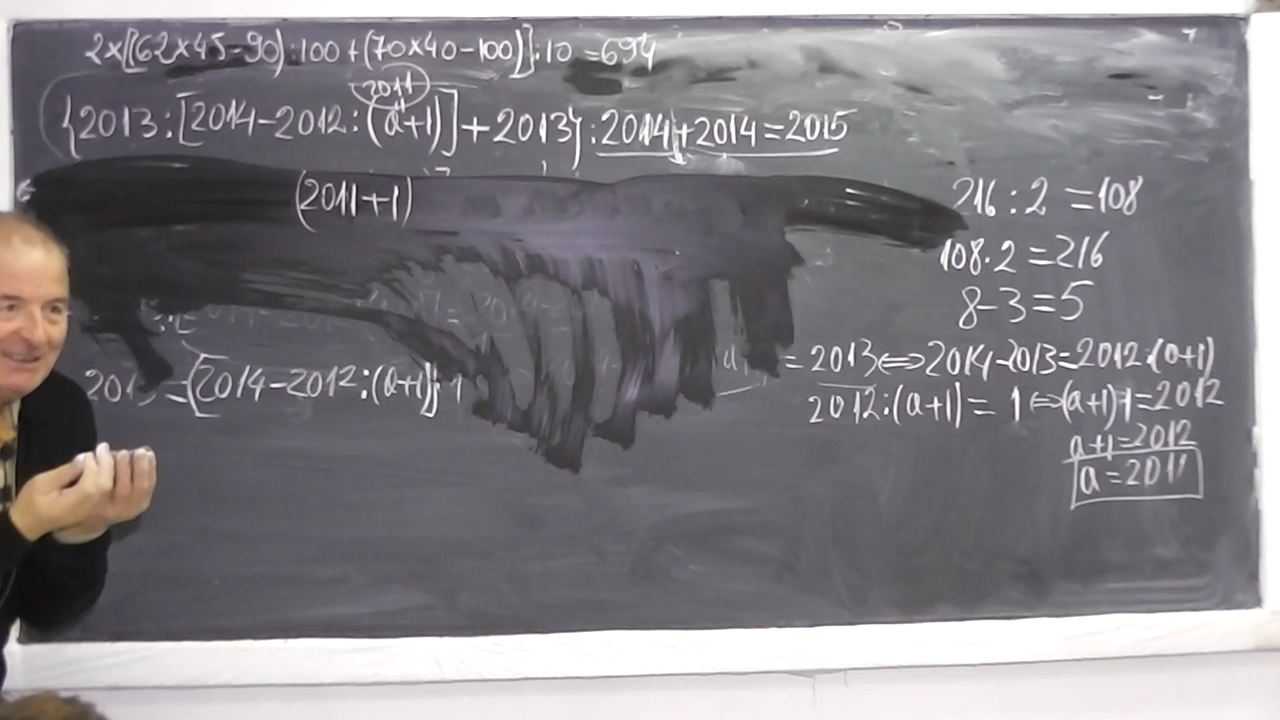 2×[(62×45-90):100+(70×40-100)]:10=694
2011
{2013:[2014-2012:(a+1)]+2013}:2014+2014=2015
(2011+1)
216:2=108
108·2=216
8-3=5
=2013⇔2014-2013=2012:(a+1)
2012:(a+1)=1⇔(a+1)·1=2012
a+1=2012
a=2011
=[2014-2012:(a+1)]·1